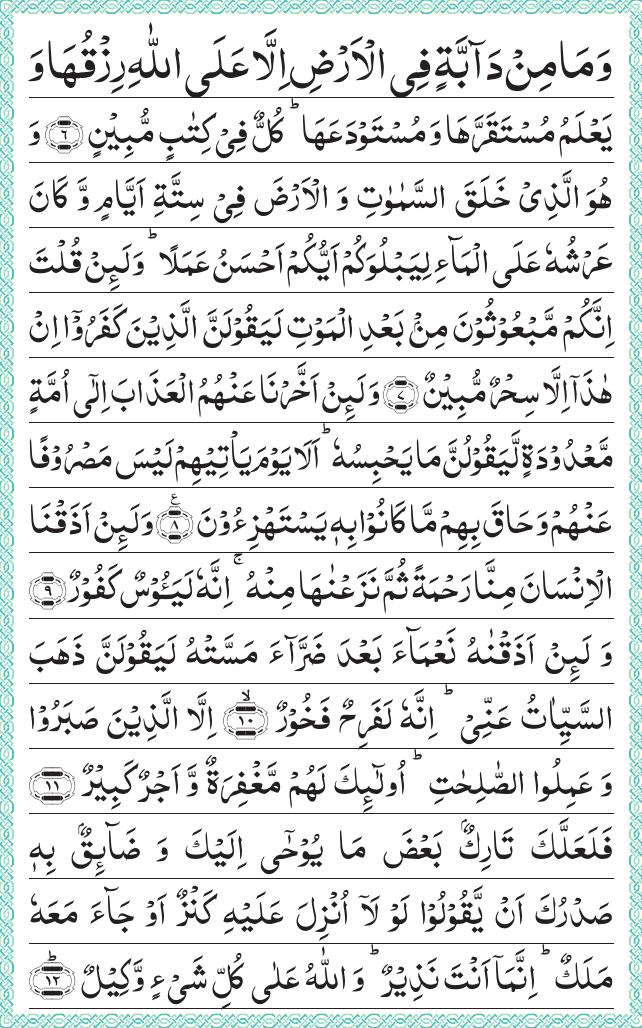 وَمَا مِنۡ دَآبَّةٍ فِى الۡاَرۡضِ اِلَّا عَلَى اللّٰهِ رِزۡقُهَا وَ
يَعۡلَمُ مُسۡتَقَرَّهَا وَ مُسۡتَوۡدَعَهَا ؕ كُلٌّ فِىۡ كِتٰبٍ مُّبِيۡنٍ ﴿٦﴾ وَ
هُوَ الَّذِىۡ خَلَقَ السَّمٰوٰتِ وَ الۡاَرۡضَ فِىۡ سِتَّةِ اَيَّامٍ وَّ كَانَ
عَرۡشُهٗ عَلَى الۡمَآءِ لِيَبۡلُوَكُمۡ اَيُّكُمۡ اَحۡسَنُ عَمَلًا ؕ وَلَئِنۡ قُلۡتَ
اِنَّكُمۡ مَّبۡعُوۡثُوۡنَ مِنۡۢ بَعۡدِ الۡمَوۡتِ لَيَقُوۡلَنَّ الَّذِيۡنَ كَفَرُوۡۤا اِنۡ
هٰذَاۤ اِلَّا سِحۡرٌ مُّبِيۡنٌ ﴿٧﴾ وَلَئِنۡ اَخَّرۡنَا عَنۡهُمُ الۡعَذَابَ اِلٰٓى اُمَّةٍ
مَّعۡدُوۡدَةٍ لَّيَقُوۡلُنَّ مَا يَحۡبِسُهٗ ؕ اَلَا يَوۡمَ يَاۡتِيۡهِمۡ لَيۡسَ مَصۡرُوۡفًا
عَنۡهُمۡ وَحَاقَ بِهِمۡ مَّا كَانُوۡا بِهٖ يَسۡتَهۡزِءُوۡنَ ﴿٨﴾ۧ وَلَئِنۡ اَذَقۡنَا
الۡاِنۡسَانَ مِنَّا رَحۡمَةً ثُمَّ نَزَعۡنٰهَا مِنۡهُ ۚ اِنَّهٗ لَيَـُٔوۡسٌ كَفُوۡرٌ ﴿٩﴾
وَ لَئِنۡ اَذَقۡنٰهُ نَعۡمَآءَ بَعۡدَ ضَرَّآءَ مَسَّتۡهُ لَيَقُوۡلَنَّ ذَهَبَ
السَّيِّاٰتُ عَنِّىۡ ؕ اِنَّهٗ لَفَرِحٌ فَخُوۡرٌ ﴿١٠﴾ۙ اِلَّا الَّذِيۡنَ صَبَرُوۡا
وَ عَمِلُوا الصّٰلِحٰتِ ؕ اُولٰٓئِكَ لَهُمۡ مَّغۡفِرَةٌ وَّ اَجۡرٌ كَبِيۡرٌ ﴿١١﴾
فَلَعَلَّكَ تَارِكٌۢ بَعۡضَ مَا يُوۡحٰٓى اِلَيۡكَ وَ ضَآئِقٌۢ بِهٖ
صَدۡرُكَ اَنۡ يَّقُوۡلُوۡا لَوۡ لَاۤ اُنۡزِلَ عَلَيۡهِ كَنۡزٌ اَوۡ جَآءَ مَعَهٗ
مَلَكٌ ؕ اِنَّمَاۤ اَنۡتَ نَذِيۡرٌ ؕ وَ اللّٰهُ عَلٰى كُلِّ شَىۡءٍ وَّكِيۡلٌ ﴿١٢﴾ؕ